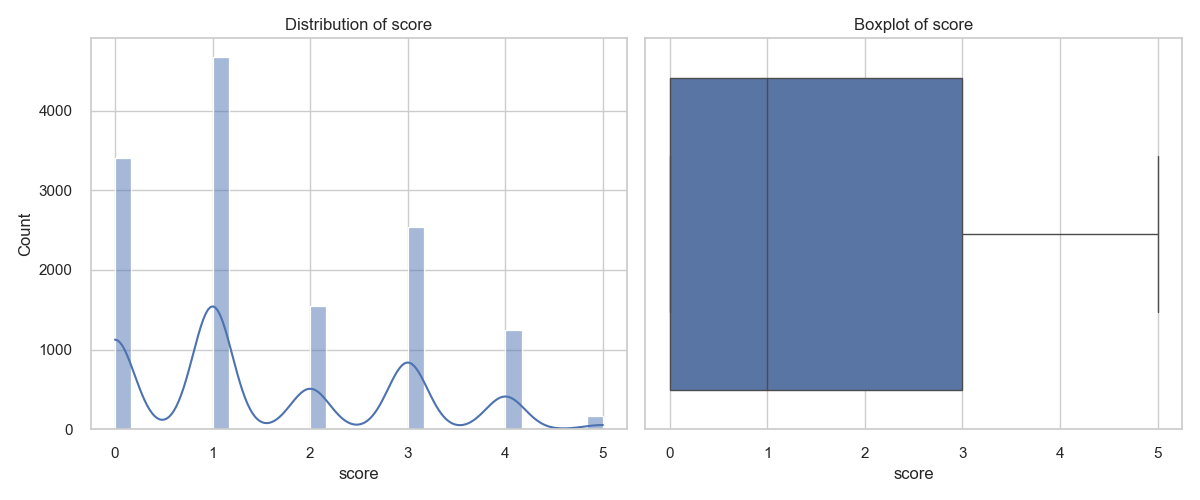 Distribution of score
Boxplot of score
4000
3000
2000
1000
0
Count
0 1 2 3 4 5
score
0 1 2 3 4 5
score